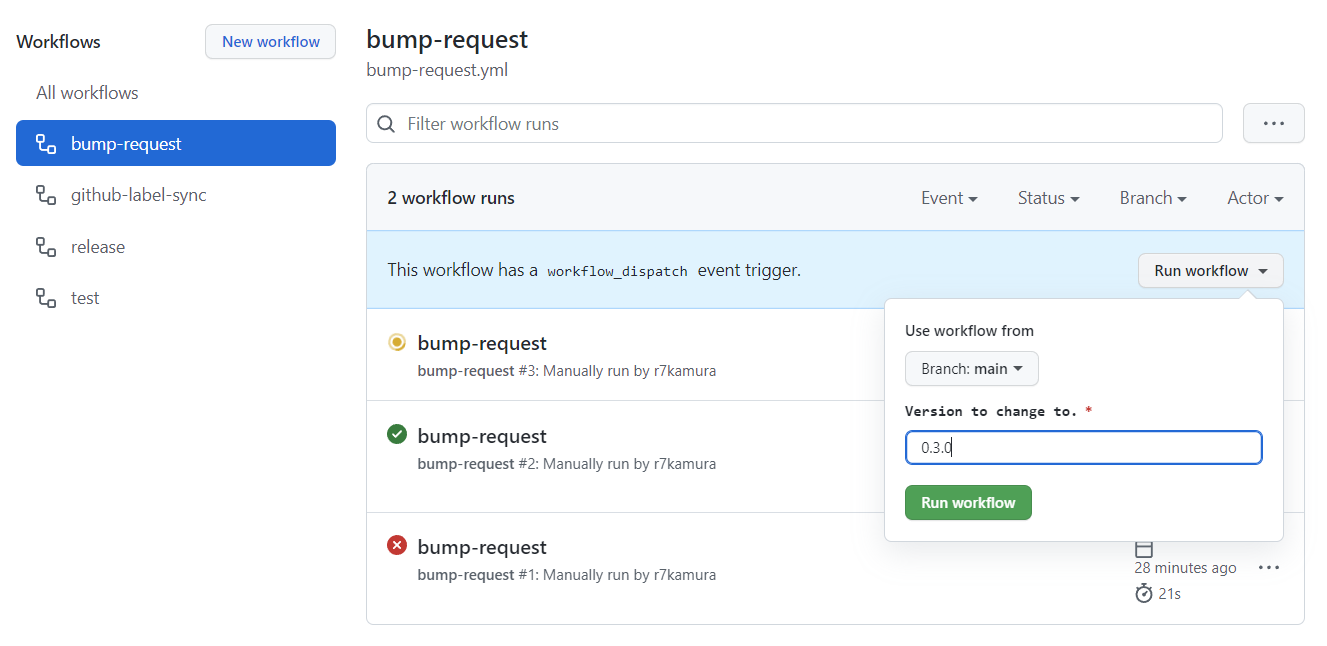 Workflows
New workflow
All workflows
bump-request
github-label-sync
release
test
bump-request
bump-request.yml
Filter workflow runs
2 workflow runs
Event
Status
Branch
Actor
This workflow has a workflow_dispatch event trigger.
Run workflow
Use workflow from
Branch: main
Version to change to. *
0.3.0
Run workflow
bump-request
bump-request #3: Manually run by r7kamura
bump-request
bump-request #2: Manually run by r7kamura
bump-request
bump-request #1: Manually run by r7kamura
28 minutes ago
21s